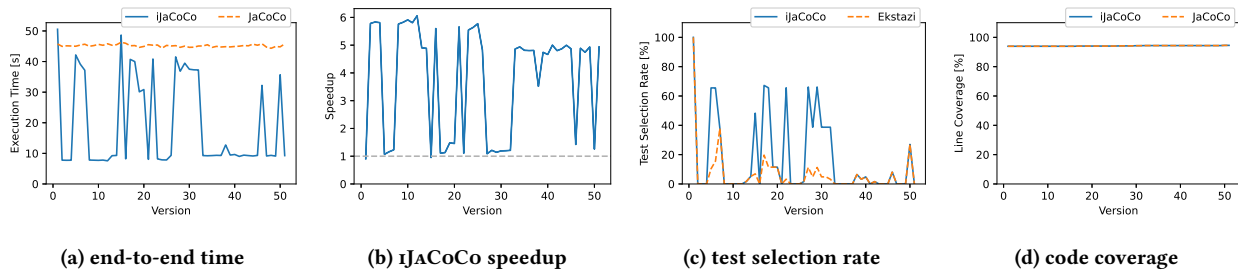 iJaCoCo JaCoCo
50
40
30
20
10
0
Execution Time [s]
0 10 20 30 40 50
Version
(a) end-to-end time
6
5
4
3
2
1
0
Speedup
0 10 20 30 40 50
Version
(b) iJaCoCo speedup
iJaCoCo Ekstazi
100
80
60
40
20
0
Test Selection Rate [%]
0 10 20 30 40 50
Version
(c) test selection rate
iJaCoCo JaCoCo
100
80
60
40
20
0
Line Coverage [%]
0 10 20 30 40 50
Version
(d) code coverage